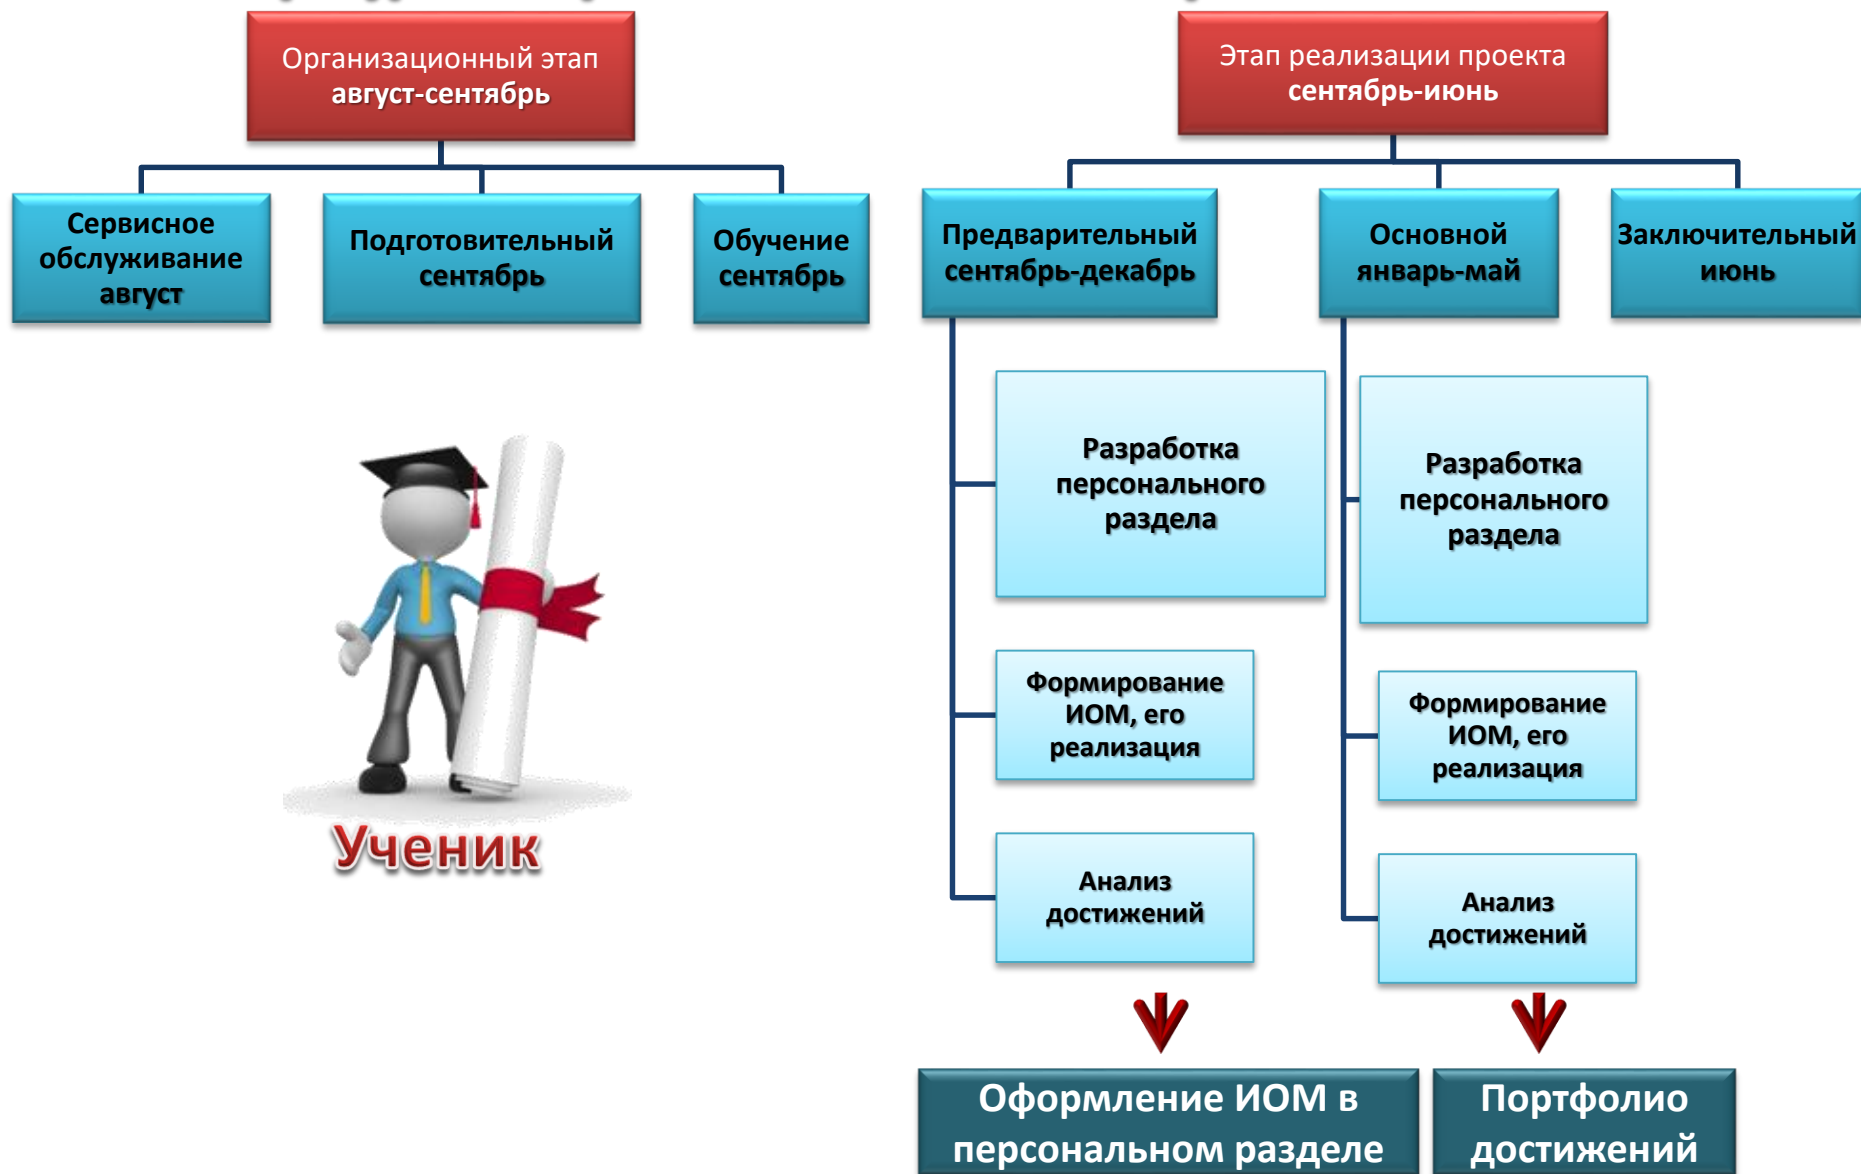 Организационный этап
август-сентябрь
Этап реализации проекта
сентябрь-июнь
Сервисное
обслуживание
август
Подготовительный
сентябрь
Обучение
сентябрь
Предварительный
сентябрь-декабрь
Основной
январь-май
Заключительный
июнь
Разработка
персонального
раздела
Разработка
персонального
раздела
Формирование
ИОМ, его
реализация
Формирование
ИОМ, его
реализация
Анализ
достижений
Анализ
достижений
Ученик
Оформление ИОМ в
персональном разделе
Портфолио
достижений